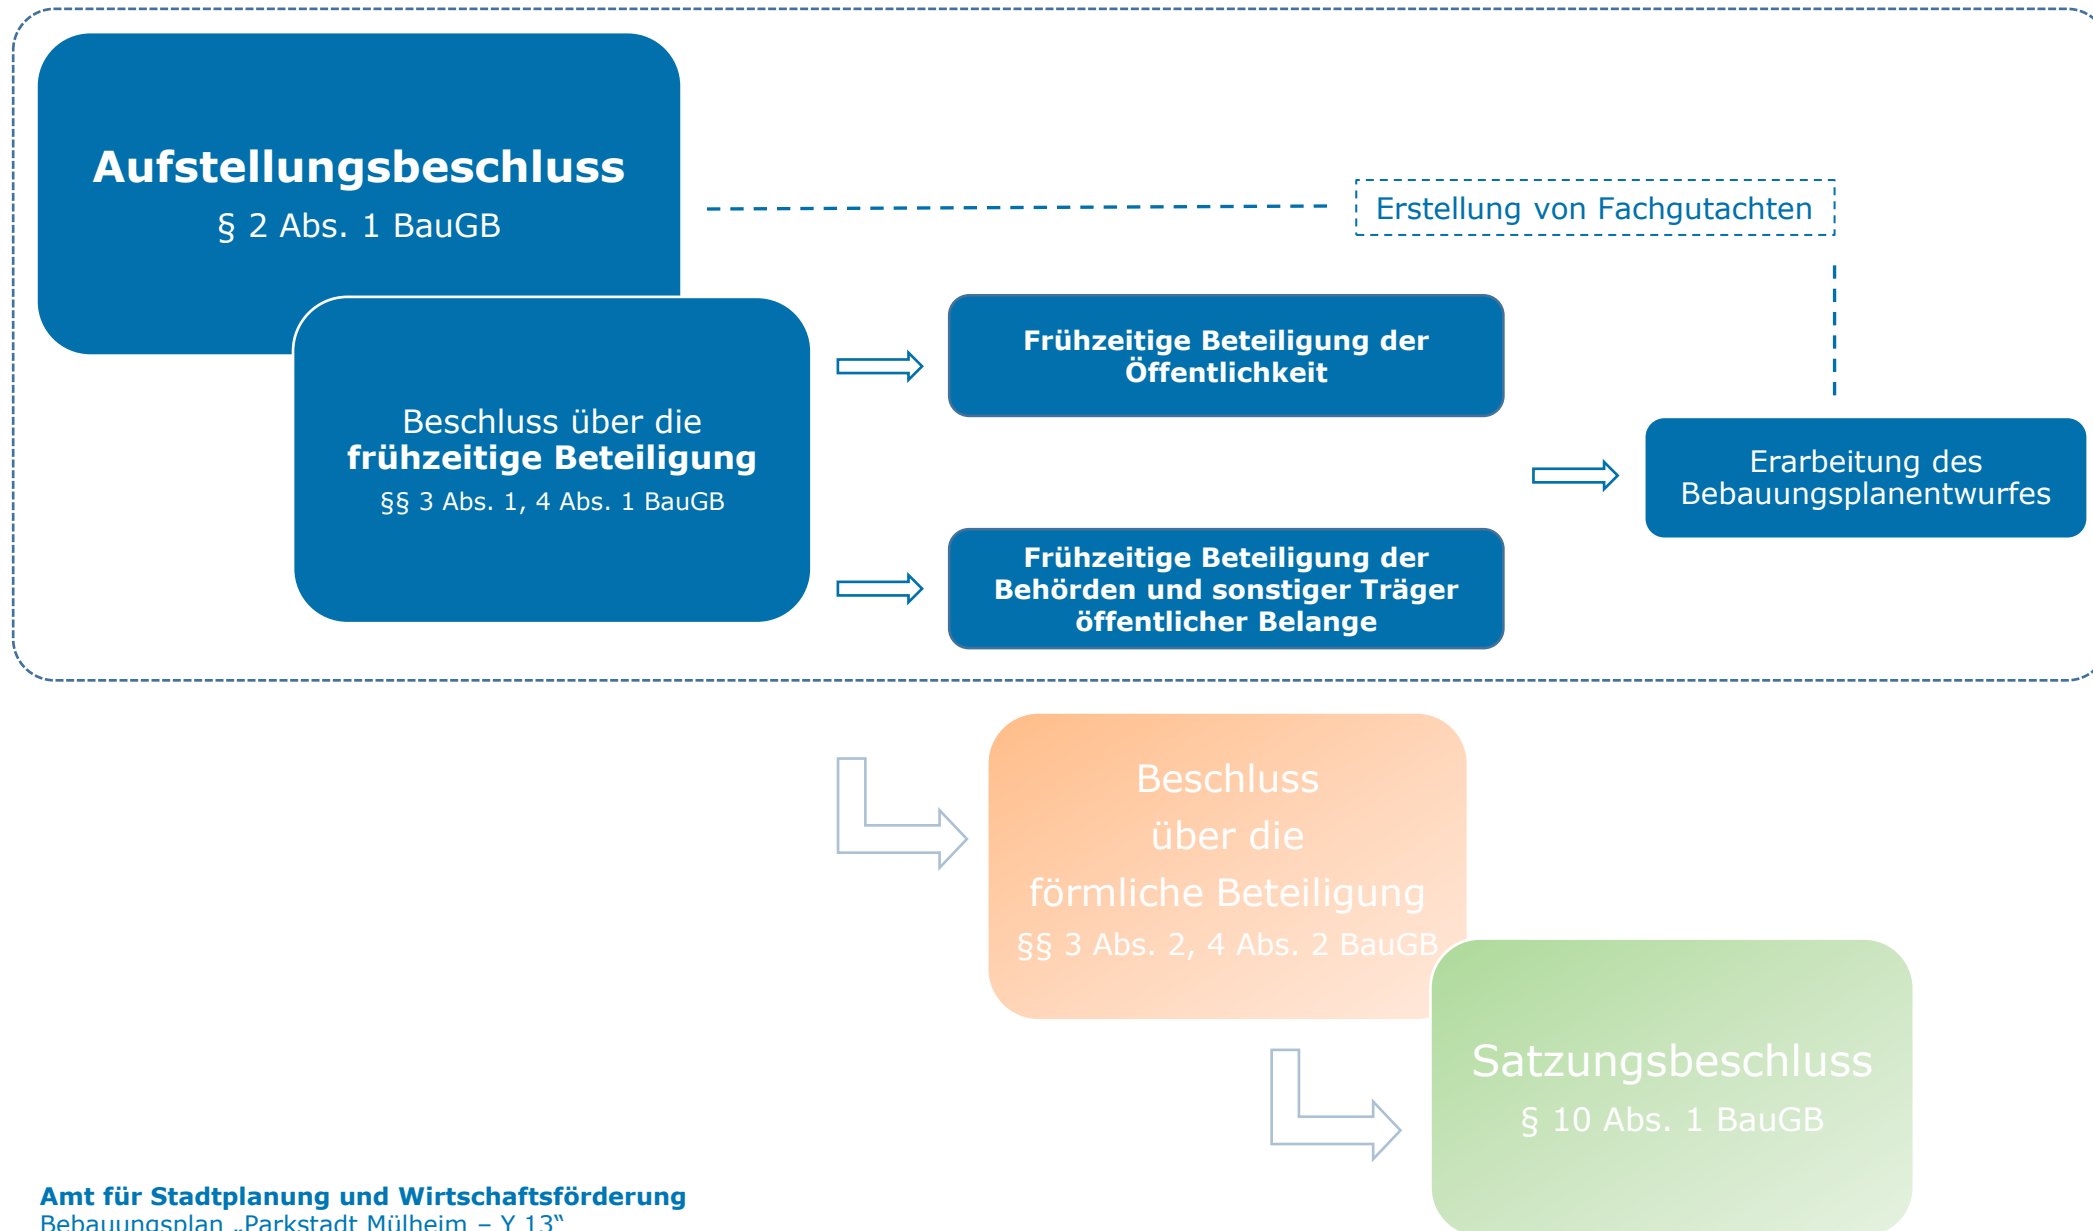 Aufstellungsbeschluss
§ 2 Abs. 1 BauGB
Erstellung von Fachgutachten
Beschluss über die
frühzeitige Beteiligung
§§ 3 Abs. 1, 4 Abs. 1 BauGB
Frühzeitige Beteiligung der
Öffentlichkeit
Frühzeitige Beteiligung der
Behörden und sonstiger Träger
öffentlicher Belange
Erarbeitung des
Bebauungsplanentwurfes
Beschluss
über die
förmliche Beteiligung
§§ 3 Abs. 2, 4 Abs. 2 BauGB
Satzungsbeschluss
§ 10 Abs. 1 BauGB
Amt für Stadtplanung und Wirtschaftsförderung
Bebauungsplan „Parkstadt Mülheim – Y 13“